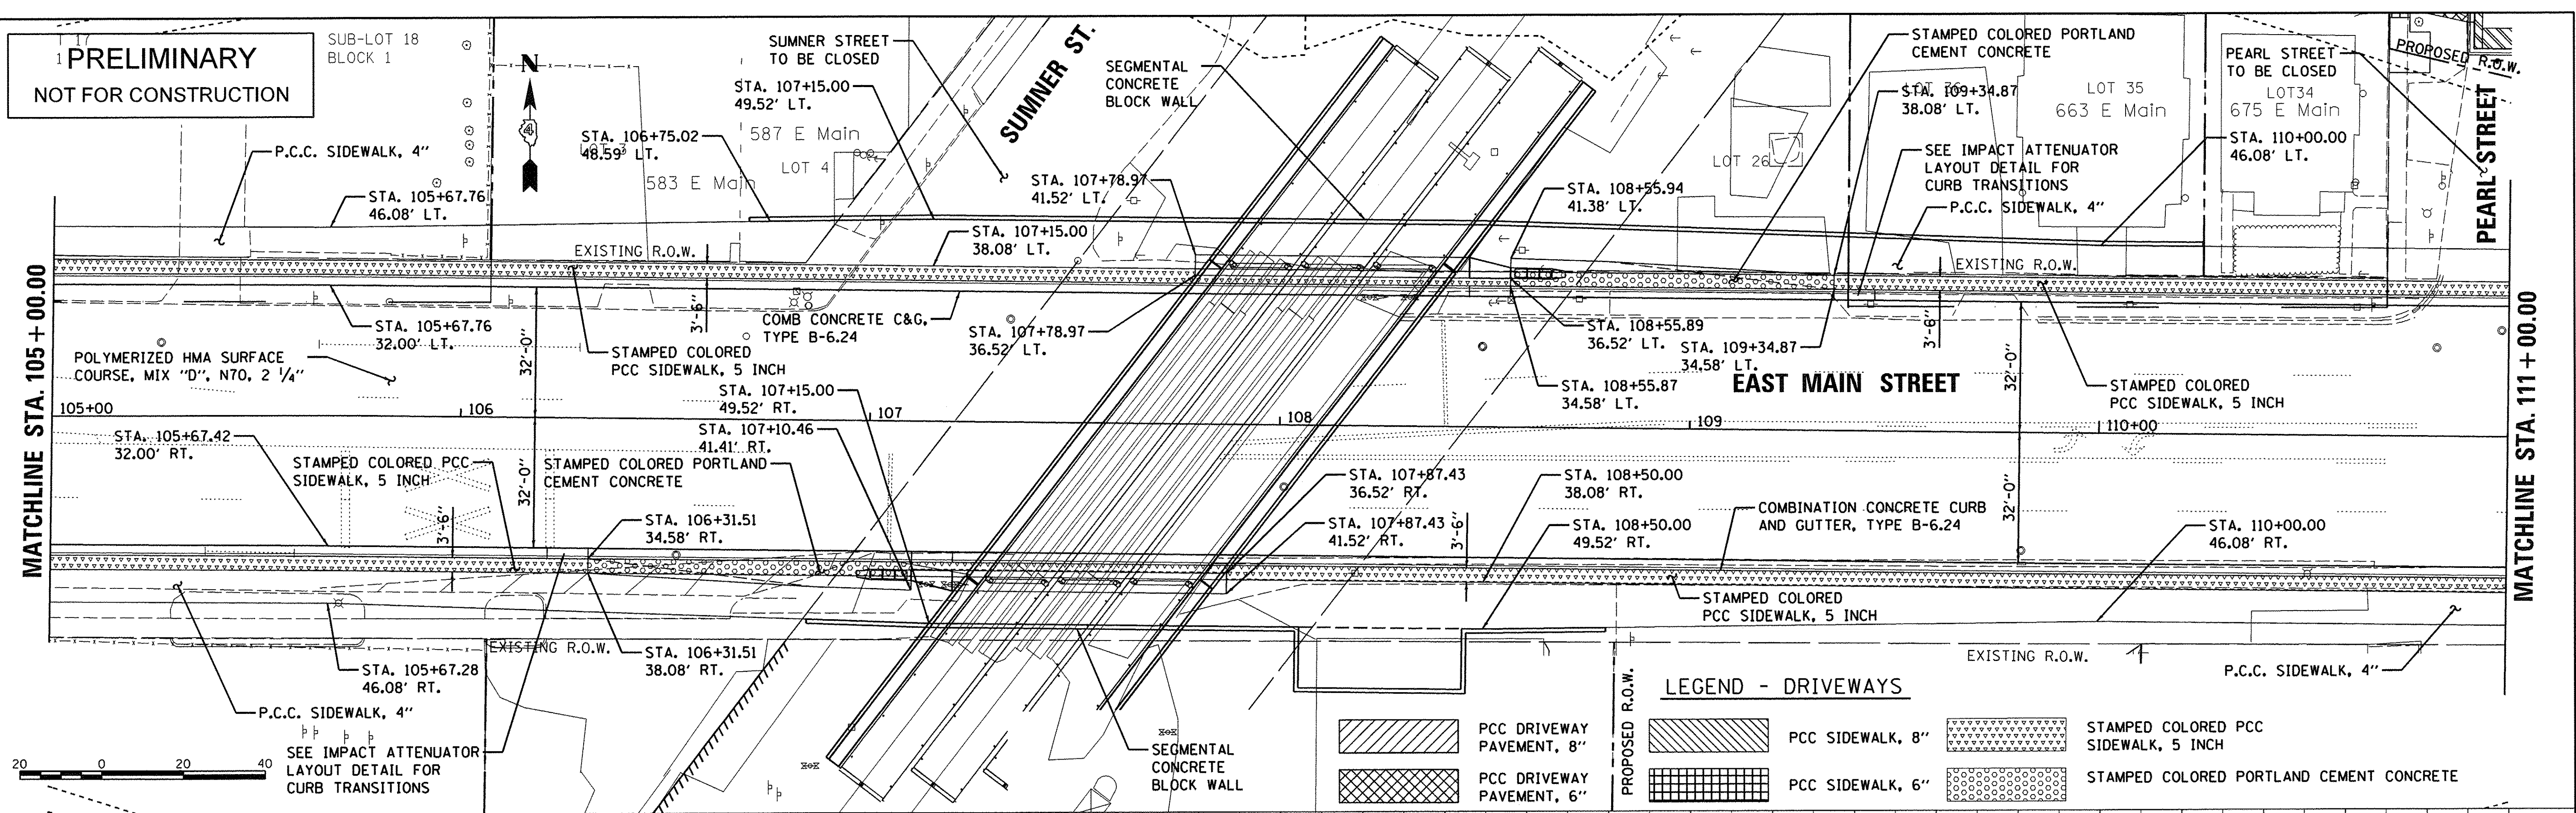 PRELIMINARY
NOT FOR CONSTRUCTION
SUB-LOT 18
BLOCK 1
N
4
P.C.C. SIDEWALK, 4"
STA. 105+67.76
46.08' LT.
SUMNER STREET
TO BE CLOSED
STA. 107+15.00
49.52' LT.
STA. 106+75.02
48.59' LT.
LOT 3
587 E Main
LOT 4
583 E Main
SUMNER ST.
SEGMENTAL
CONCRETE
BLOCK WALL
STA. 107+78.97
41.52' LT.
STA. 107+15.00
38.08' LT.
EXISTING R.O.W.
STAMPED COLORED PORTLAND
CEMENT CONCRETE
STA. 109+34.87
38.08' LT.
LOT 26
LOT 35
663 E Main
PEARL STREET
TO BE CLOSED
LOT34
675 E Main
PROPOSED R.O.W.
PEARL STREET
STA. 110+00.00
46.08' LT.
SEE IMPACT ATTENUATOR
LAYOUT DETAIL FOR
CURB TRANSITIONS
P.C.C. SIDEWALK, 4"
STA. 108+55.94
41.38' LT.
EXISTING R.O.W.
MATCHLINE STA. 105+00.00
STA. 105+67.76
32.00' LT.
POLYMERIZED HMA SURFACE
COURSE, MIX "D", N70, 2 1/4"
32'-0"
STAMPED COLORED
PCC SIDEWALK, 5 INCH
3'-6"
COMB CONCRETE C&G,
TYPE B-6.24
STA. 107+78.97
36.52' LT.
STA. 108+55.89
36.52' LT.
STA. 109+34.87
34.58' LT.
STA. 108+55.87
34.58' LT.
EAST MAIN STREET
3'-6"
32'-0"
STAMPED COLORED
PCC SIDEWALK, 5 INCH
MATCHLINE STA. 111+00.00
105+00
106
107
108
109
110+00
STA. 107+15.00
49.52' RT.
STA. 107+10.46
41.41' RT.
STA. 105+67.42
32.00' RT.
STAMPED COLORED PCC
SIDEWALK, 5 INCH
STAMPED COLORED PORTLAND
CEMENT CONCRETE
32'-0"
3'-6"
STA. 106+31.51
34.58' RT.
STA. 107+87.43
36.52' RT.
STA. 107+87.43
41.52' RT.
3'-6"
STA. 108+50.00
38.08' RT.
STA. 108+50.00
49.52' RT.
COMBINATION CONCRETE CURB
AND GUTTER, TYPE B-6.24
32'-0"
STA. 110+00.00
46.08' RT.
STAMPED COLORED
PCC SIDEWALK, 5 INCH
EXISTING R.O.W.
STA. 106+31.51
38.08' RT.
STA. 105+67.28
46.08' RT.
P.C.C. SIDEWALK, 4"
SEE IMPACT ATTENUATOR
LAYOUT DETAIL FOR
CURB TRANSITIONS
20 0 20 40
SEGMENTAL
CONCRETE
BLOCK WALL
EXISTING R.O.W.
P.C.C. SIDEWALK, 4"
PROPOSED R.O.W.
LEGEND - DRIVEWAYS
PCC DRIVEWAY
PAVEMENT, 8"
PCC SIDEWALK, 8"
STAMPED COLORED PCC
SIDEWALK, 5 INCH
PCC DRIVEWAY
PAVEMENT, 6"
PCC SIDEWALK, 6"
STAMPED COLORED PORTLAND CEMENT CONCRETE